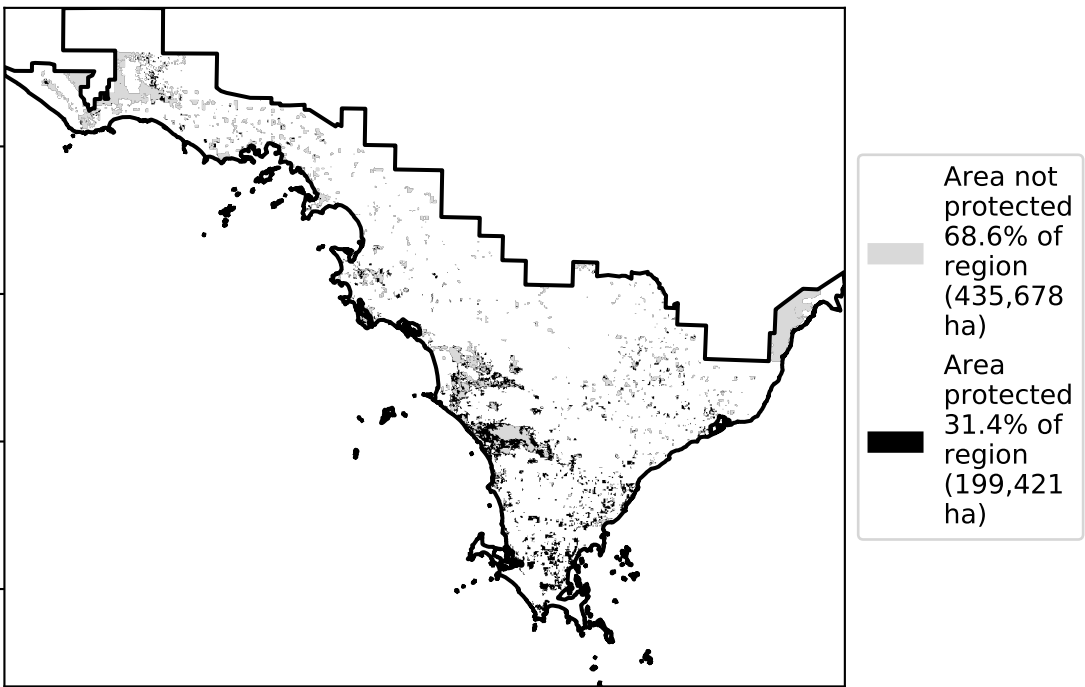 Area not
protected
68.6% of
region
(435,678
ha)
Area
protected
31.4% of
region
(199,421
ha)